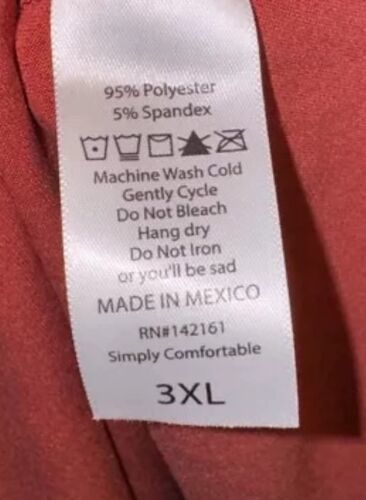 95% Polyester
5% Spandex
Machine Wash Cold
Gently Cycle
Do Not Bleach
Hang dry
Do Not Iron
or you'll be sad
MADE IN MEXICO
RN#142161
Simply Comfortable
3XL